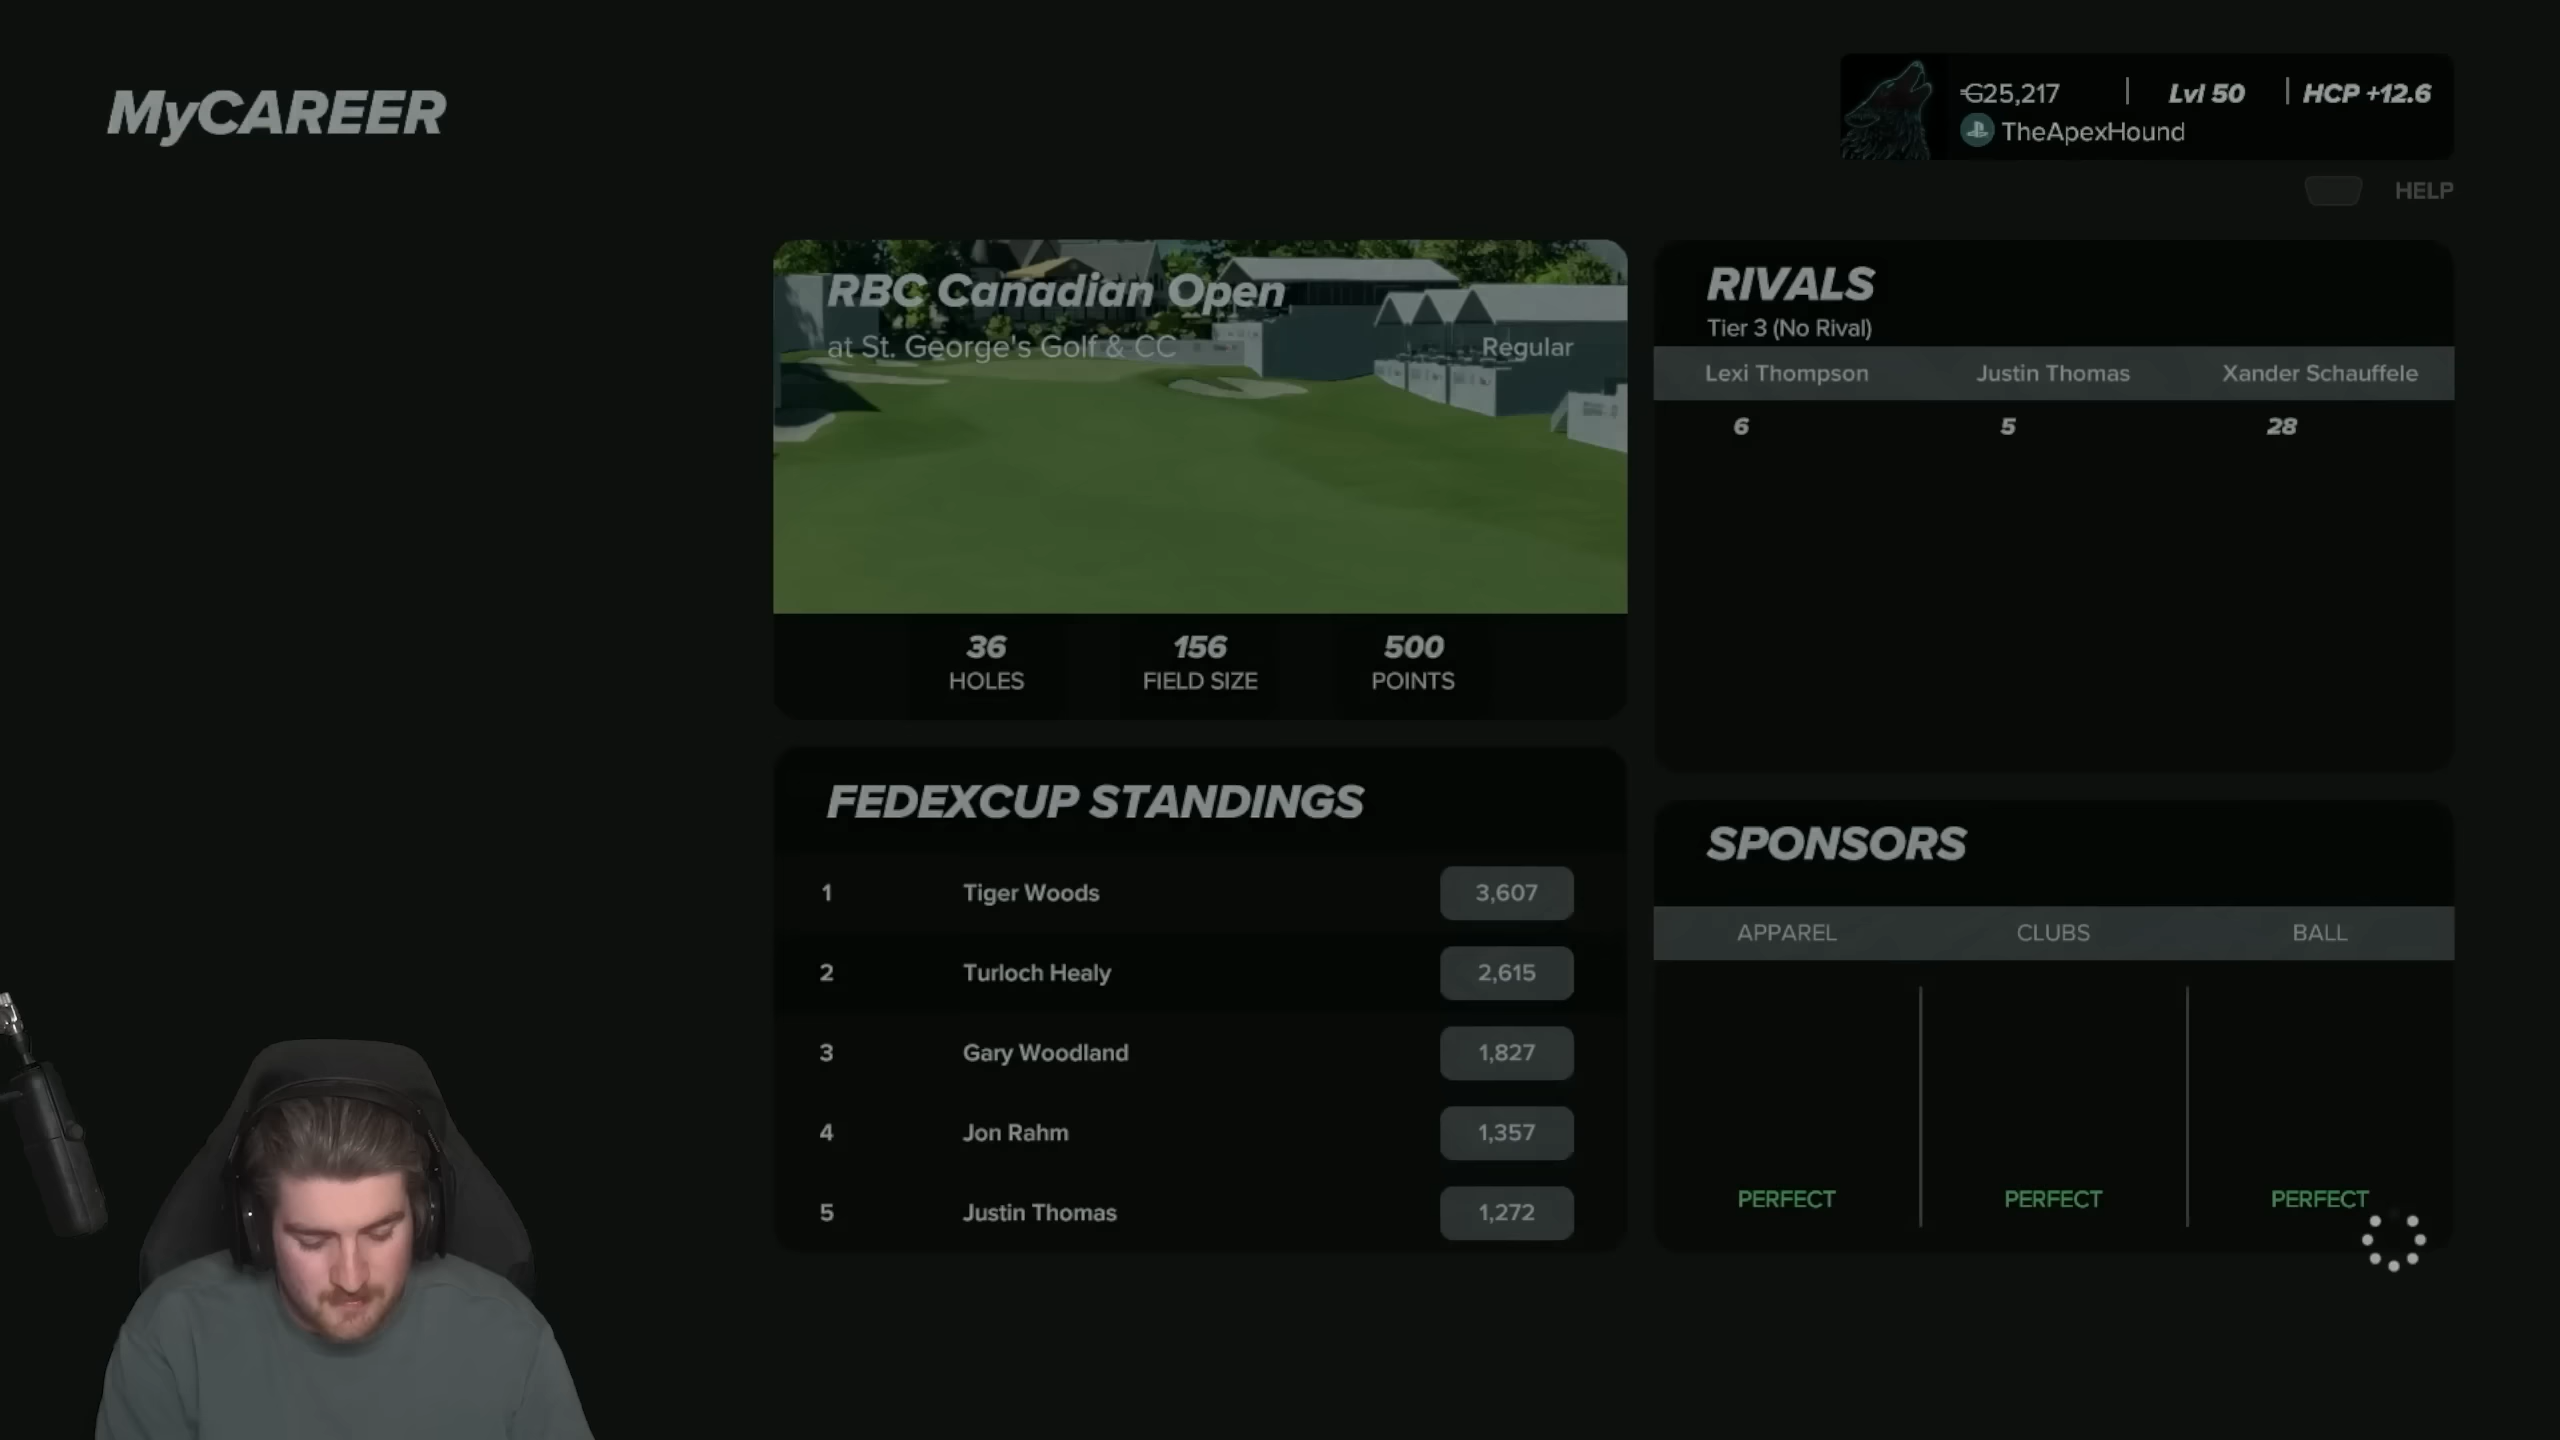 MyCAREER
G25,217 | Lvl 50 | HCP +12.6
TheApexHound
HELP
RBC Canadian Open
at St. George's Golf & CC Regular
36 156 500
HOLES FIELD SIZE POINTS
RIVALS
Tier 3 (No Rival)
Lexi Thompson Justin Thomas Xander Schauffele
6 5 28
FEDEXCUP STANDINGS
1 Tiger Woods 3,607
2 Turloch Healy 2,615
3 Gary Woodland 1,827
4 Jon Rahm 1,357
5 Justin Thomas 1,272
SPONSORS
APPAREL CLUBS BALL
PERFECT PERFECT PERFECT